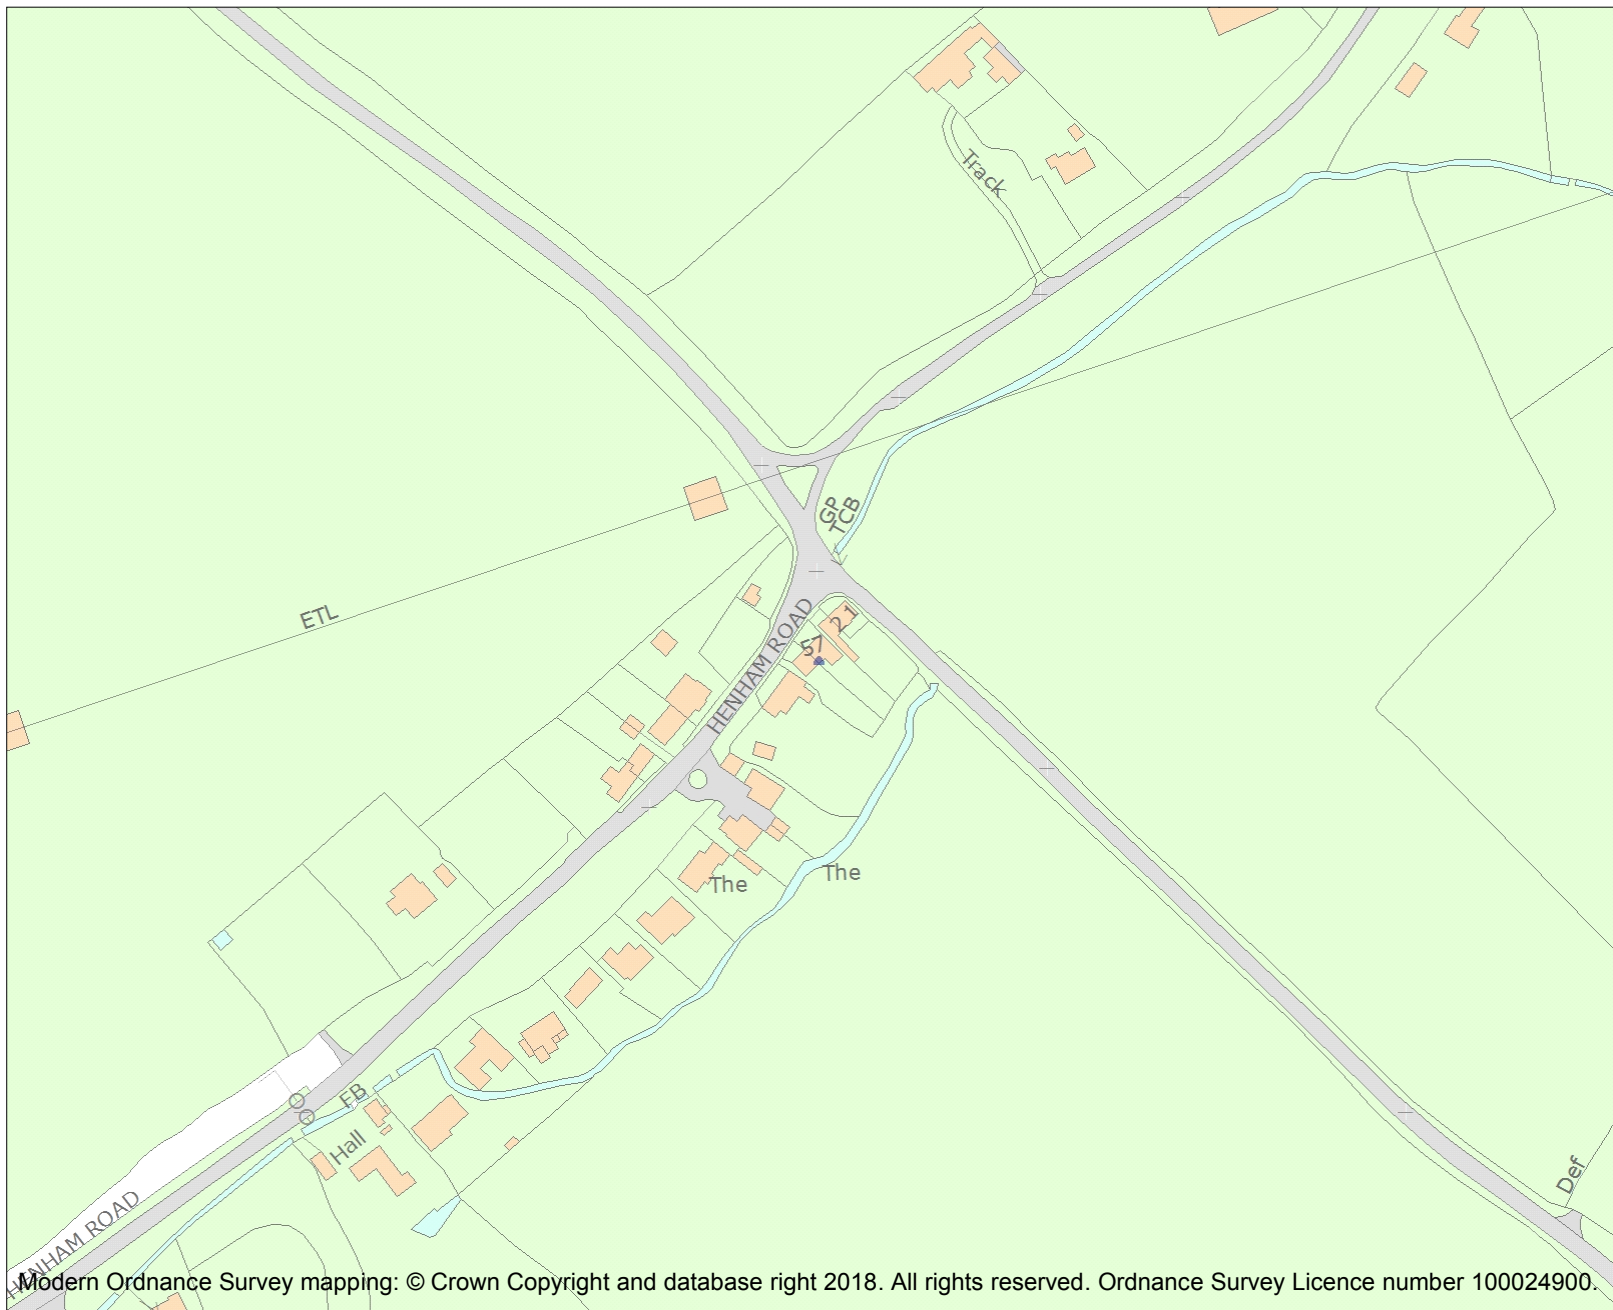 Track
GP
TCB
ETL
HENHAM ROAD
21
57
The
The
FB
Hall
Def
HENHAM ROAD
Modern Ordnance Survey mapping: © Crown Copyright and database right 2018. All rights reserved. Ordnance Survey Licence number 100024900.